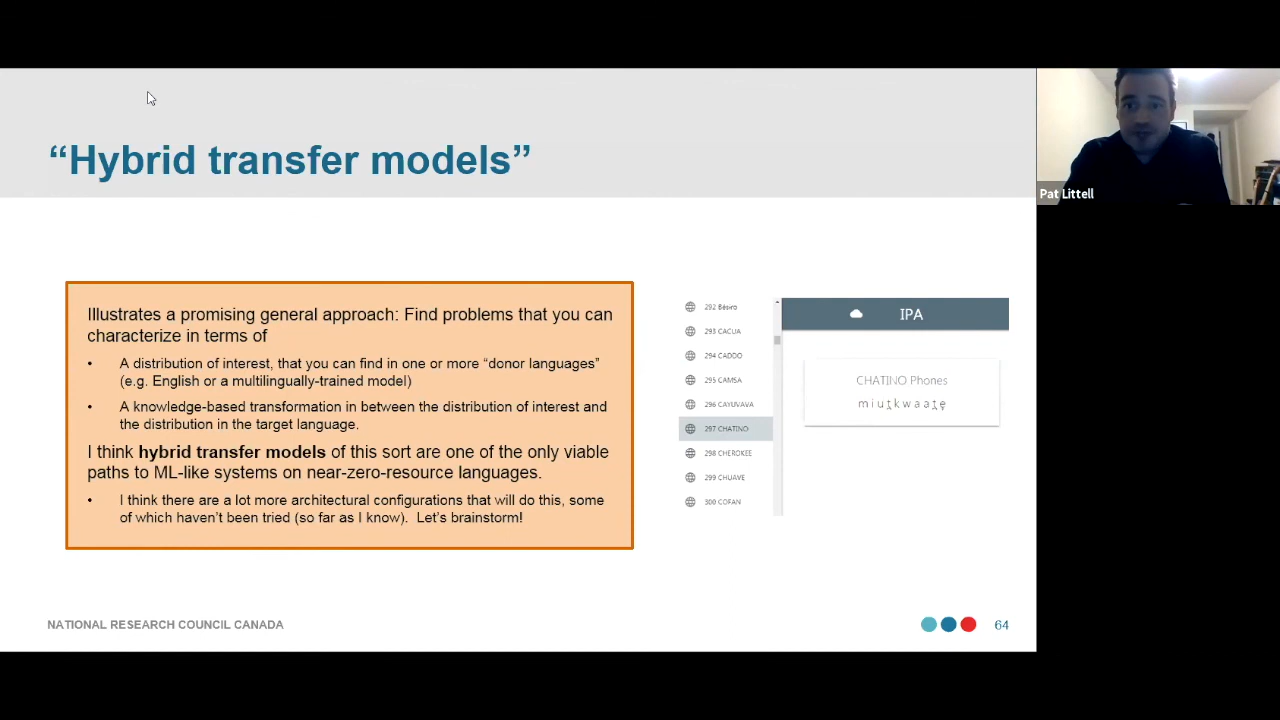 “Hybrid transfer models”
Pat Littell
Illustrates a promising general approach: Find problems that you can
characterize in terms of
• A distribution of interest, that you can find in one or more “donor languages”
(e.g. English or a multilingually-trained model)
• A knowledge-based transformation in between the distribution of interest and
the distribution in the target language.
I think hybrid transfer models of this sort are one of the only viable
paths to ML-like systems on near-zero-resource languages.
• I think there are a lot more architectural configurations that will do this, some
of which haven’t been tried (so far as I know). Let’s brainstorm!
292 Bésɨro
293 CACUA
294 CADDO
295 CAMSA
296 CAYUVAVA
297 CHATINO
298 CHEROKEE
299 CHUAVE
300 COFAN
IPA
CHATINO Phones
NATIONAL RESEARCH COUNCIL CANADA
64